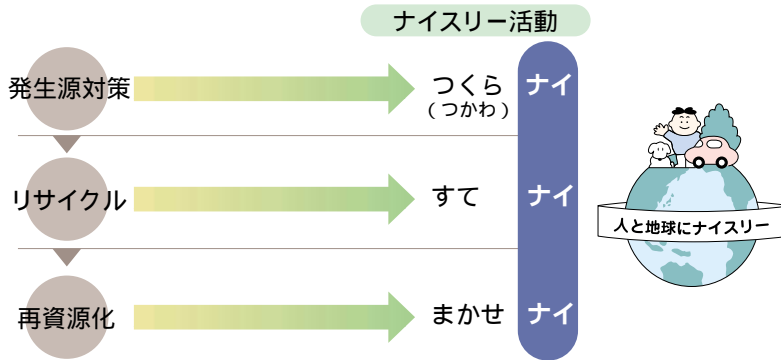 ナイスリー活動
発生源対策 つくら ナイ
（つかわ）
リサイクル すて ナイ
人と地球にナイスリー
再資源化 まかせ ナイ